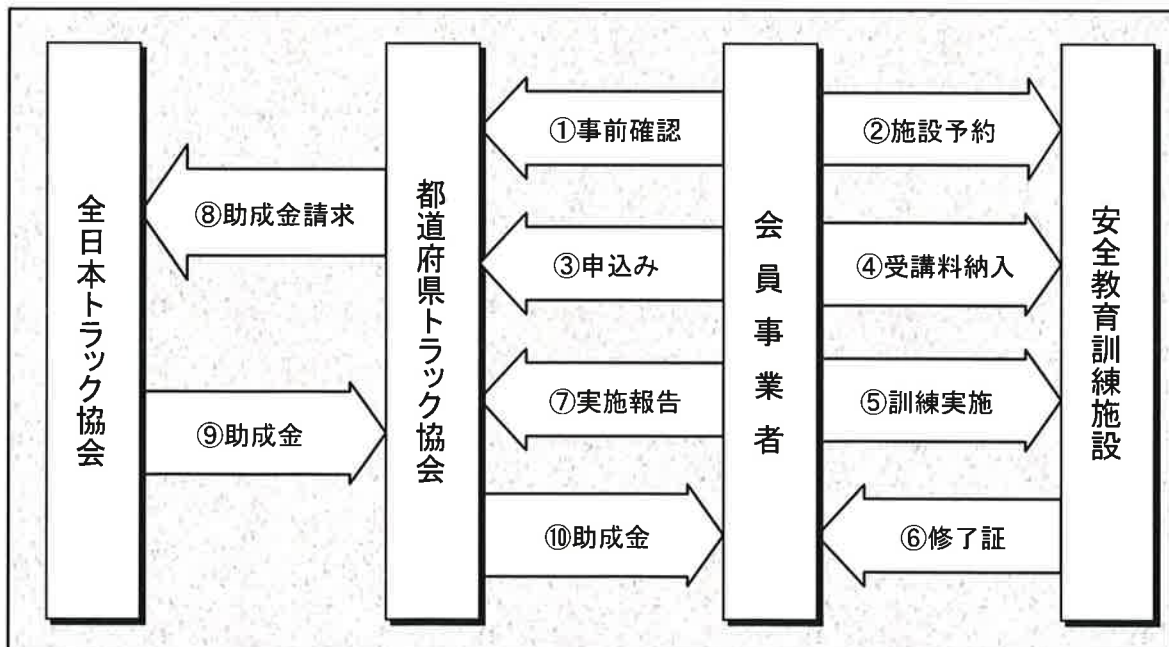 全日本トラック協会
都道府県トラック協会
会員事業者
安全教育訓練施設
①事前確認
②施設予約
⑧助成金請求
③申込み
④受講料納入
⑨助成金
⑦実施報告
⑤訓練実施
⑩助成金
⑥修了証